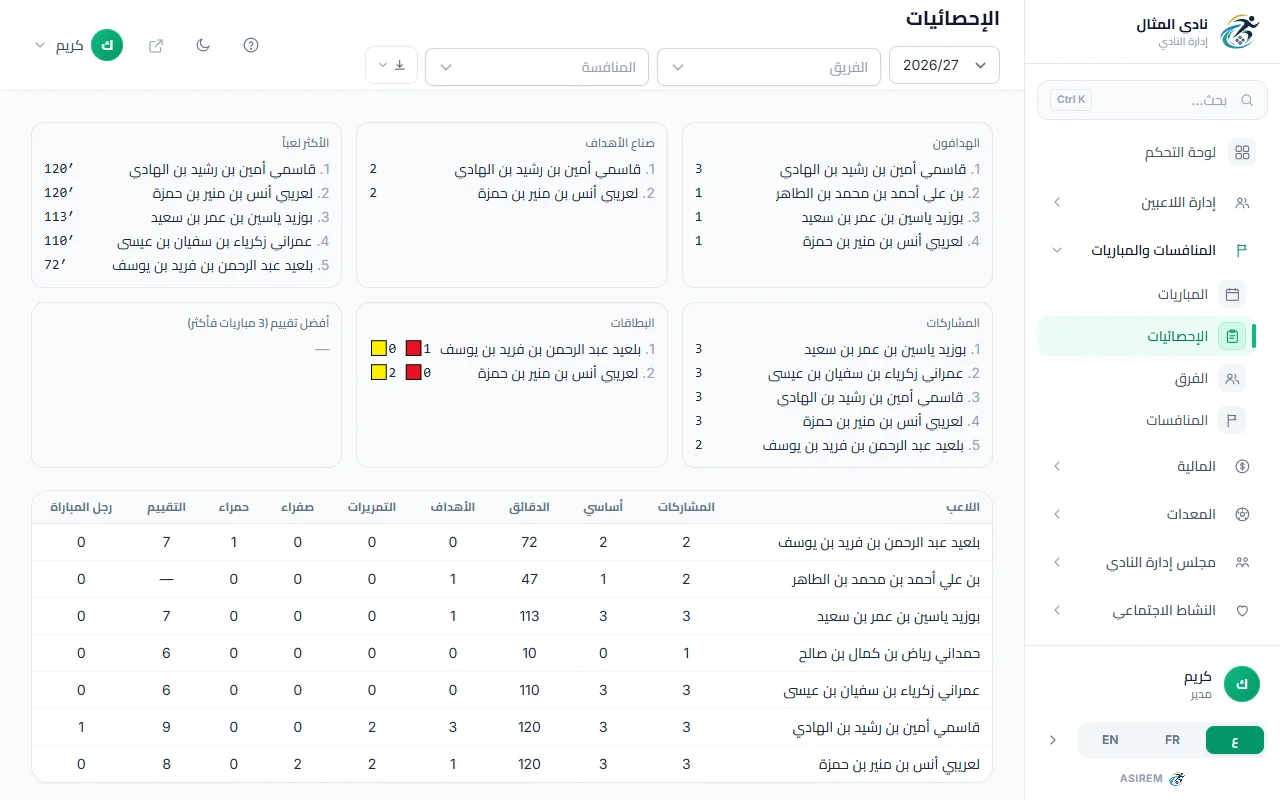 نادي المثال
إدارة النادي
بحث...
Ctrl K
لوحة التحكم
إدارة اللاعبين
المنافسات والمباريات
المباريات
الإحصائيات
الفرق
المنافسات
المالية
المعدات
مجلس إدارة النادي
النشاط الاجتماعي
ك
كريم
مدير
ع
FR
EN
ASIREM
الإحصائيات
2026/27
الفريق
المنافسة
ك
كريم
الهدافون
1. قاسمي أمين بن رشيد بن الهادي 3
2. بن علي أحمد بن محمد بن الطاهر 1
3. بوزيد ياسين بن عمر بن سعيد 1
4. لعريبي أنس بن منير بن حمزة 1
صناع الأهداف
1. قاسمي أمين بن رشيد بن الهادي 2
2. لعريبي أنس بن منير بن حمزة 2
الأكثر لعباً
1. قاسمي أمين بن رشيد بن الهادي 120′
2. لعريبي أنس بن منير بن حمزة 120′
3. بوزيد ياسين بن عمر بن سعيد 113′
4. عمراني زكرياء بن سفيان بن عيسى 110′
5. بلعيد عبد الرحمن بن فريد بن يوسف 72′
المشاركات
1. بوزيد ياسين بن عمر بن سعيد 3
2. عمراني زكرياء بن سفيان بن عيسى 3
3. قاسمي أمين بن رشيد بن الهادي 3
4. لعريبي أنس بن منير بن حمزة 3
5. بلعيد عبد الرحمن بن فريد بن يوسف 2
البطاقات
1. بلعيد عبد الرحمن بن فريد بن يوسف 1 0
2. لعريبي أنس بن منير بن حمزة 0 2
أفضل تقييم (3 مباريات فأكثر)
—
اللاعب المشاركات أساسي الدقائق الأهداف التمريرات صفراء حمراء التقييم رجل المباراة
بلعيد عبد الرحمن بن فريد بن يوسف 2 2 72 0 0 0 1 7 0
بن علي أحمد بن محمد بن الطاهر 2 1 47 1 0 0 0 — 0
بوزيد ياسين بن عمر بن سعيد 3 3 113 1 0 0 0 7 0
حمداني رياض بن كمال بن صالح 1 0 10 0 0 0 0 6 0
عمراني زكرياء بن سفيان بن عيسى 3 3 110 0 0 0 0 6 0
قاسمي أمين بن رشيد بن الهادي 3 3 120 3 2 0 0 9 1
لعريبي أنس بن منير بن حمزة 3 3 120 1 2 2 0 8 0